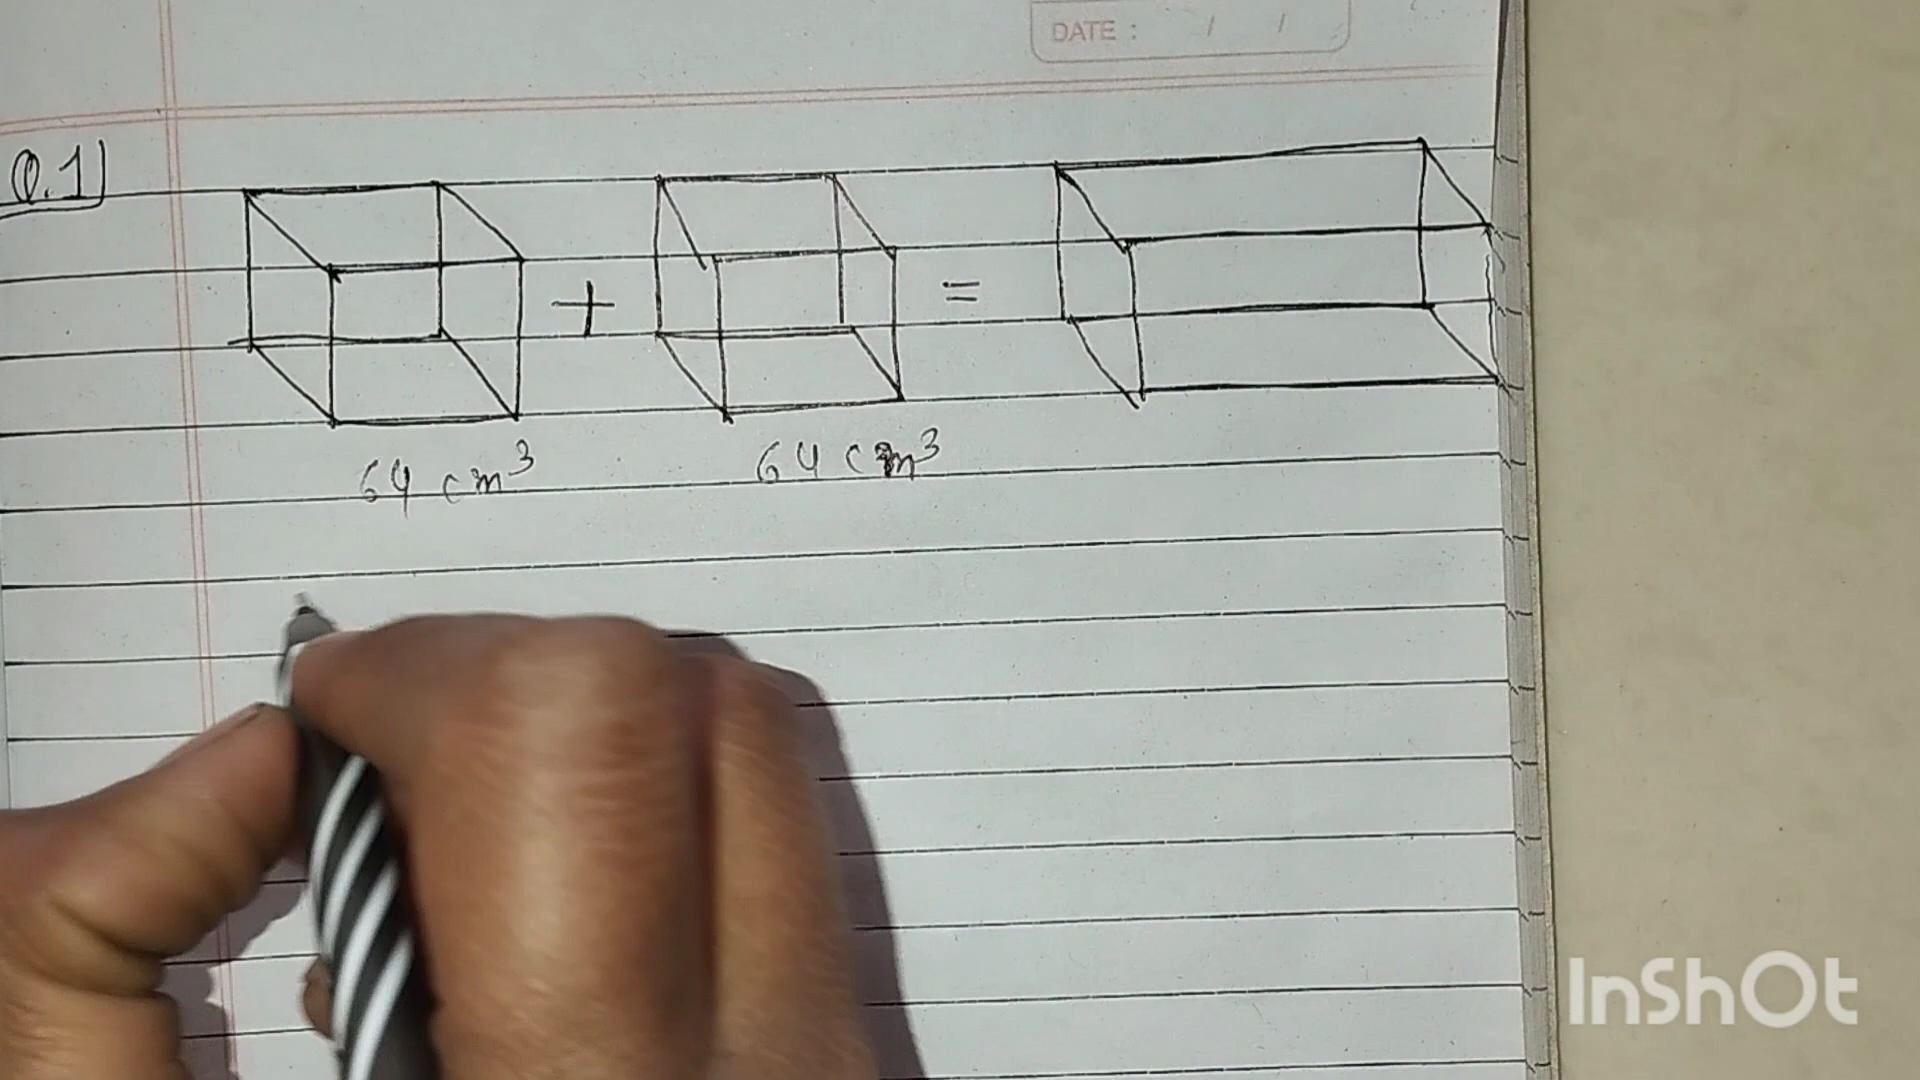 DATE : / /
Q.1)
+ =
64 cm³ 64 cm³
InShOt